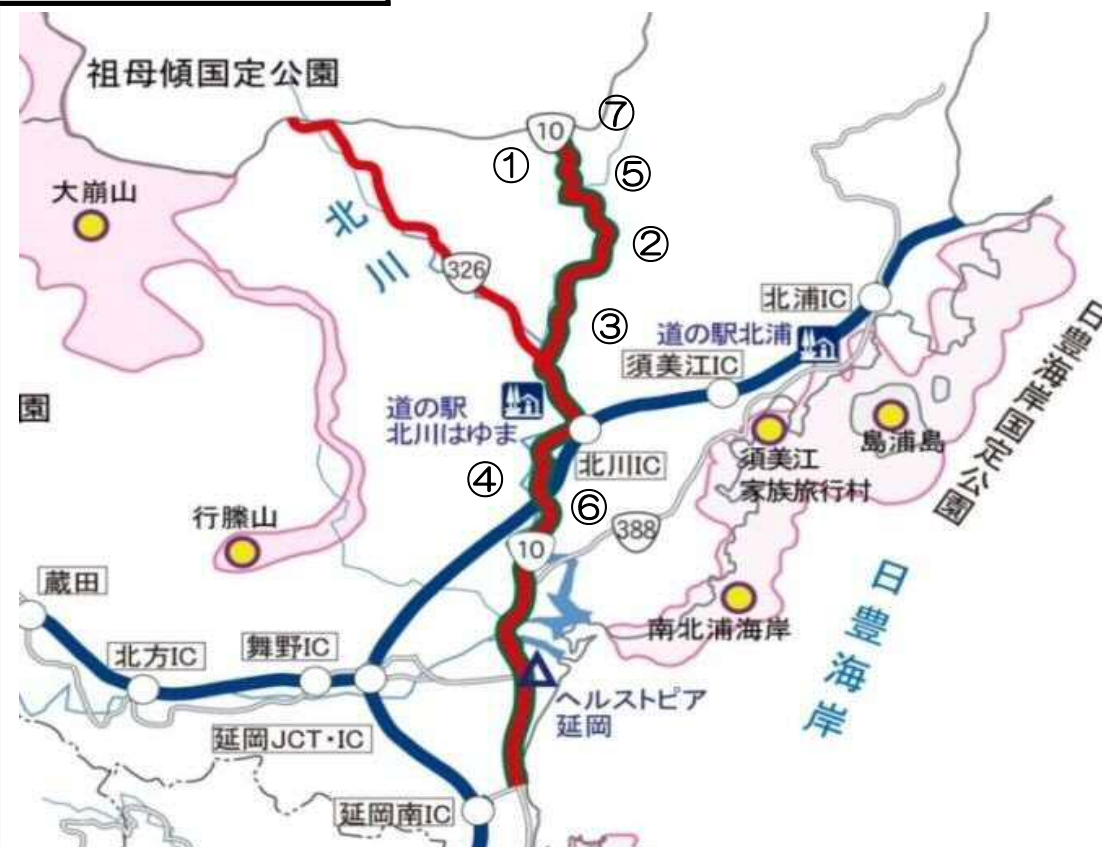 祖母傾国定公園
10
⑦
①
⑤
大崩山
北川
②
326
北浦IC
③
道の駅北浦
須美江IC
日豊海岸国定公園
園
道の駅
北川はゆま
島浦島
北川IC
須美江
家族旅行村
④
⑥
行縢山
388
10
蔵田
日豊海岸
南北浦海岸
舞野IC
北方IC
ヘルストピア
延岡
延岡JCT・IC
延岡南IC